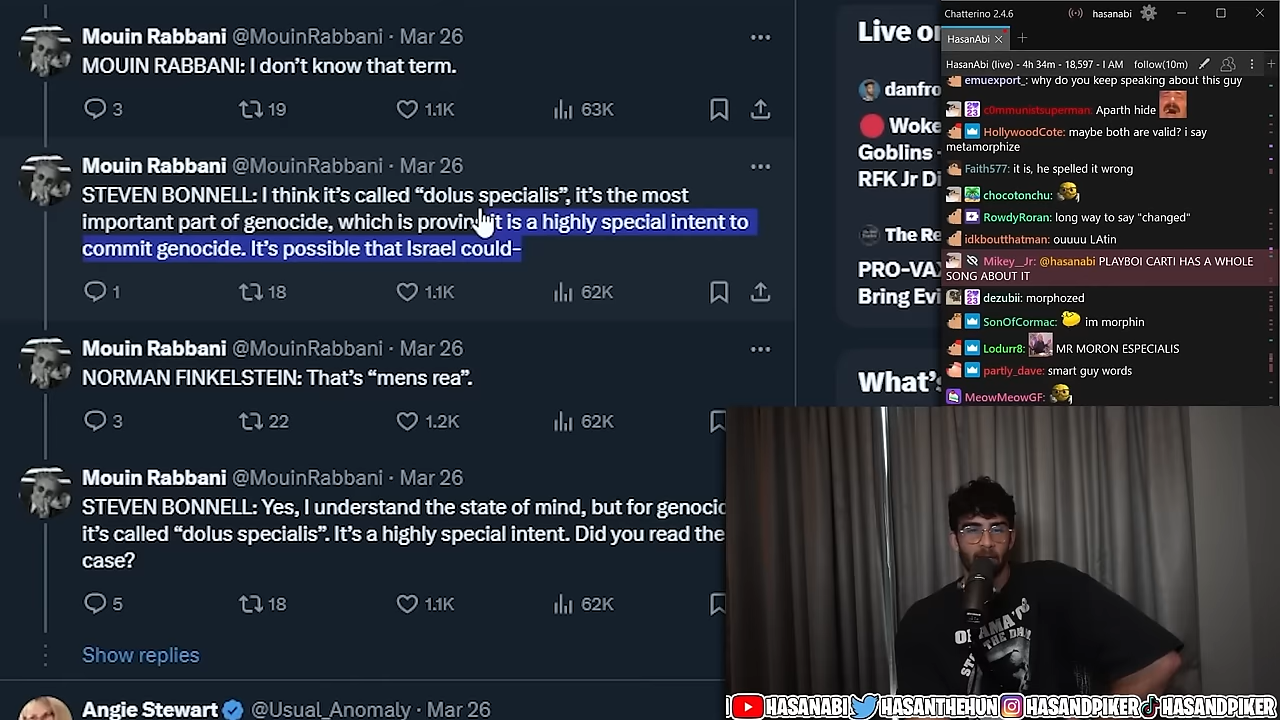 Mouin Rabbani @MouinRabbani · Mar 26
MOUIN RABBANI: I don't know that term.
3 19 1.1K 63K
Mouin Rabbani @MouinRabbani · Mar 26
STEVEN BONNELL: I think it's called “dolus specialis”, it's the most
important part of genocide, which is provin it is a highly special intent to
commit genocide. It's possible that Israel could–
1 18 1.1K 62K
Mouin Rabbani @MouinRabbani · Mar 26
NORMAN FINKELSTEIN: That's “mens rea”.
3 22 1.2K 62K
Mouin Rabbani @MouinRabbani · Mar 26
STEVEN BONNELL: Yes, I understand the state of mind, but for genocid
it's called “dolus specialis”. It's a highly special intent. Did you read the
case?
5 18 1.1K 62K
Show replies
Angie Stewart @Usual_Anomaly · Mar 26
Live on
danfro
Woke
Goblins
RFK Jr Di
The Re
PRO-VAX
Bring Evi
What's
Chatterino 2.4.6
hasanabi
HasanAbi
HasanAbi (live) - 4h 34m - 18,597 - I AM follow(10m)
emuexport_: why do you keep speaking about this guy
c0mmunistsuperman: Aparth hide
HollywoodCote: maybe both are valid? i say
metamorphize
Faith577: it is, he spelled it wrong
chocotonchu:
RowdyRoran: long way to say "changed"
idkboutthatman: ouuuu LAtin
Mikey__Jr: @hasanabi PLAYBOI CARTI HAS A WHOLE
SONG ABOUT IT
dezubii: morphozed
SonOfCormac: im morphin
Lodurr8: MR MORON ESPECIALIS
partly_dave: smart guy words
MeowMeowGF:
HASANABI HASANTHEHUN HASANDPIKER HASANDPIKER